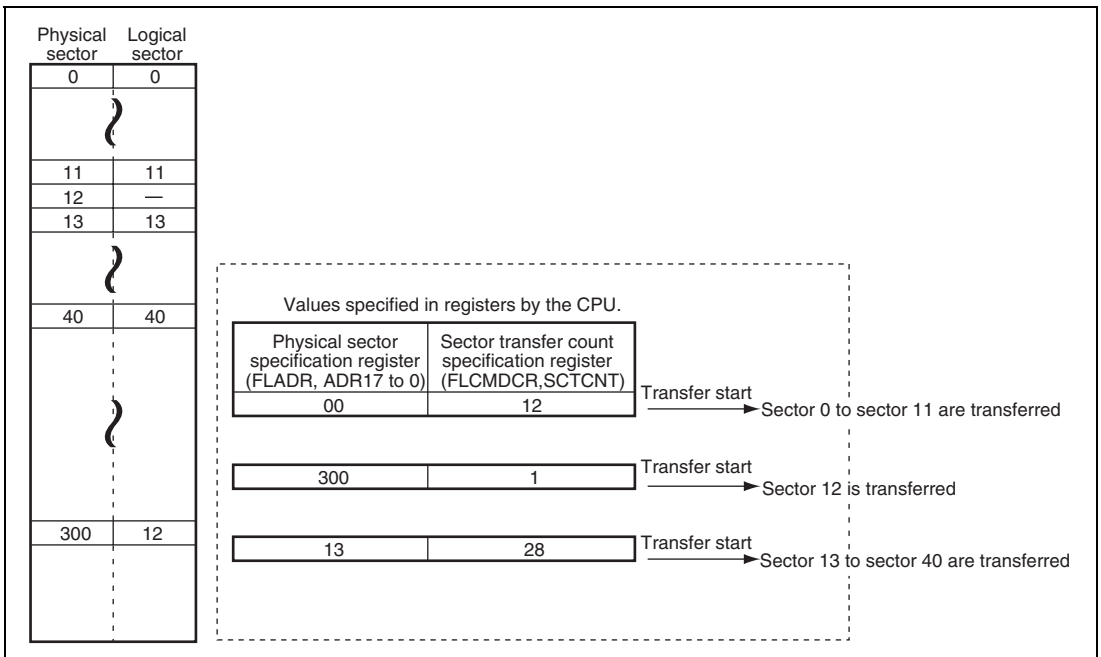 Physical sector
Logical sector
0 0
11 11
12 —
13 13
40 40
300 12
Values specified in registers by the CPU.
Physical sector
specification register
(FLADR, ADR17 to 0)
Sector transfer count
specification register
(FLCMDCR,SCTCNT)
00 12
Transfer start
Sector 0 to sector 11 are transferred
300 1
Transfer start
Sector 12 is transferred
13 28
Transfer start
Sector 13 to sector 40 are transferred